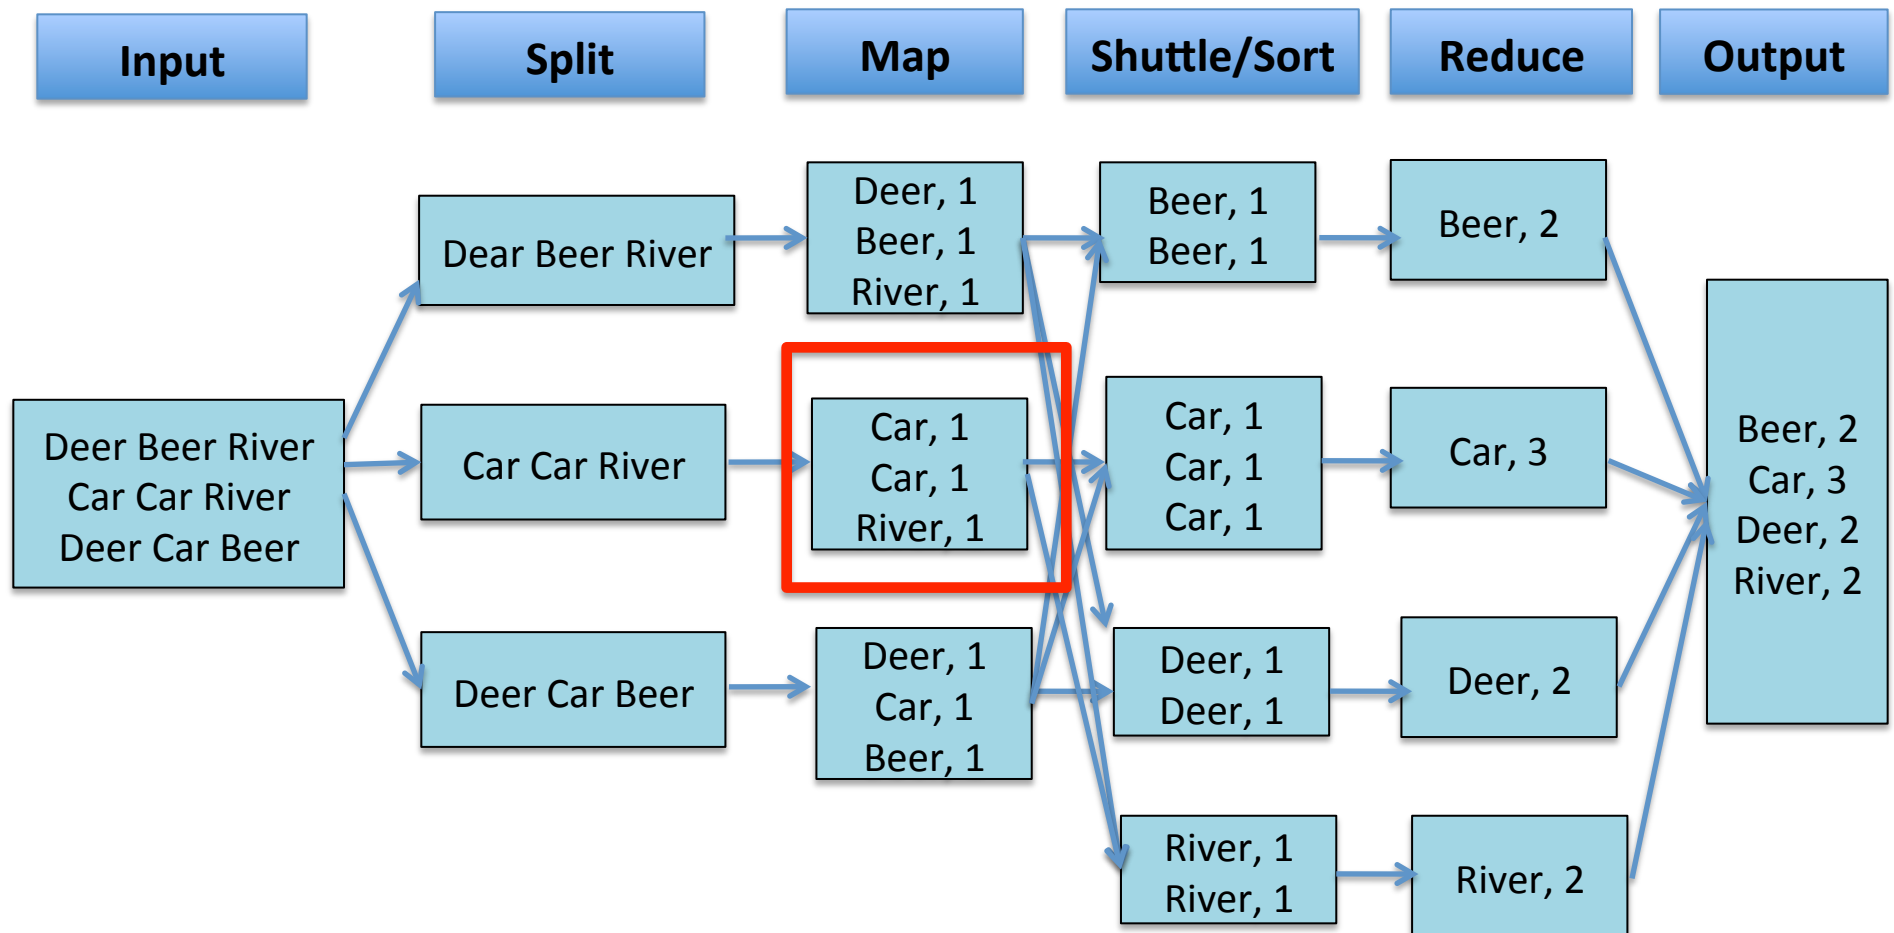 Input
Split
Map
Shuttle/Sort
Reduce
Output
Deer Beer River
Car Car River
Deer Car Beer
Dear Beer River
Car Car River
Deer Car Beer
Deer, 1
Beer, 1
River, 1
Car, 1
Car, 1
River, 1
Deer, 1
Car, 1
Beer, 1
Beer, 1
Beer, 1
Car, 1
Car, 1
Car, 1
Deer, 1
Deer, 1
River, 1
River, 1
Beer, 2
Car, 3
Deer, 2
River, 2
Beer, 2
Car, 3
Deer, 2
River, 2